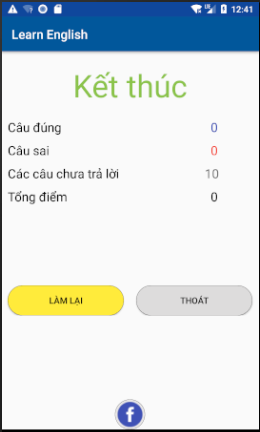 12:41
Learn English
Kết thúc
Câu đúng 0
Câu sai 0
Các câu chưa trả lời 10
Tổng điểm 0
LÀM LẠI THOÁT
f